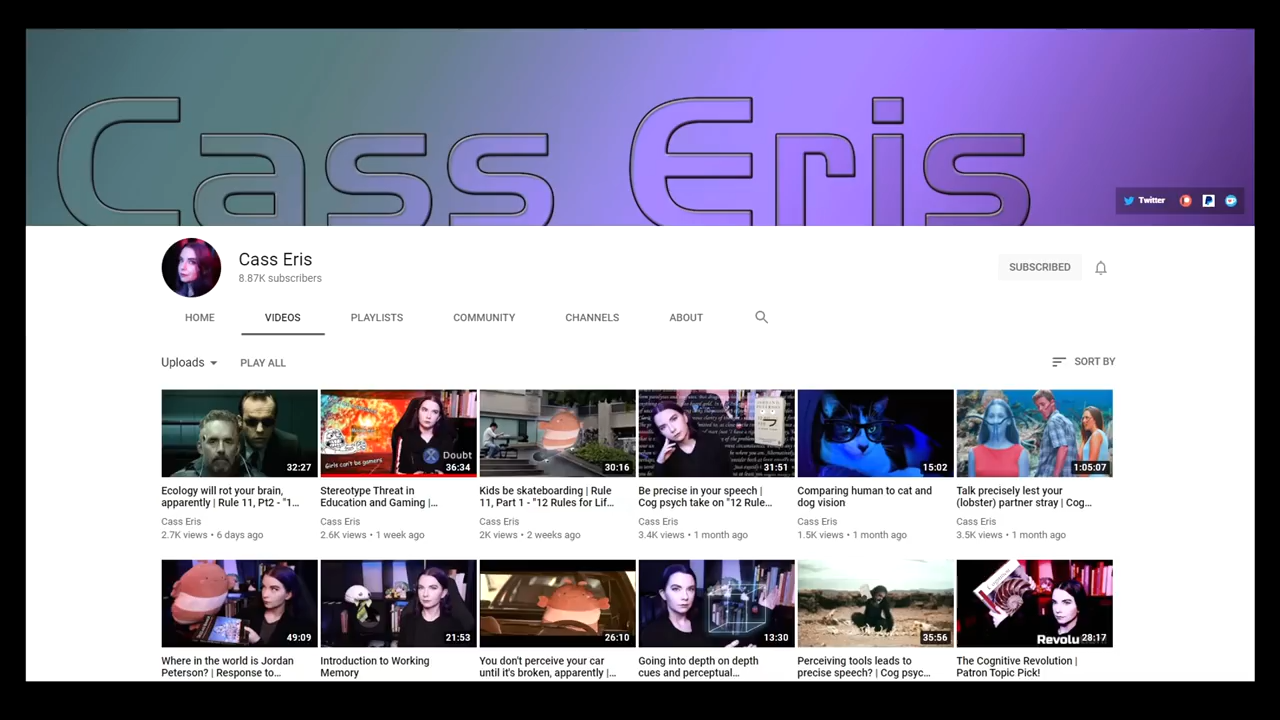 Cass Eris
Twitter
Cass Eris
8.87K subscribers
SUBSCRIBED
HOME
VIDEOS
PLAYLISTS
COMMUNITY
CHANNELS
ABOUT
Uploads
PLAY ALL
SORT BY
32:27
Girls can't be gamers
Doubt
36:34
30:16
31:51
15:02
1:05:07
Ecology will rot your brain,
apparently | Rule 11, Pt2 - "1...
Cass Eris
2.7K views • 6 days ago
Stereotype Threat in
Education and Gaming |...
Cass Eris
2.6K views • 1 week ago
Kids be skateboarding | Rule
11, Part 1 - "12 Rules for Lif...
Cass Eris
2K views • 2 weeks ago
Be precise in your speech |
Cog psych take on "12 Rule...
Cass Eris
3.4K views • 1 month ago
Comparing human to cat and
dog vision
Cass Eris
1.5K views • 1 month ago
Talk precisely lest your
(lobster) partner stray | Cog...
Cass Eris
3.5K views • 1 month ago
49:09
21:53
26:10
13:30
35:56
Revolu
28:17
Where in the world is Jordan
Peterson? | Response to...
Introduction to Working
Memory
You don't perceive your car
until it's broken, apparently |...
Going into depth on depth
cues and perceptual...
Perceiving tools leads to
precise speech? | Cog psyc...
The Cognitive Revolution |
Patron Topic Pick!